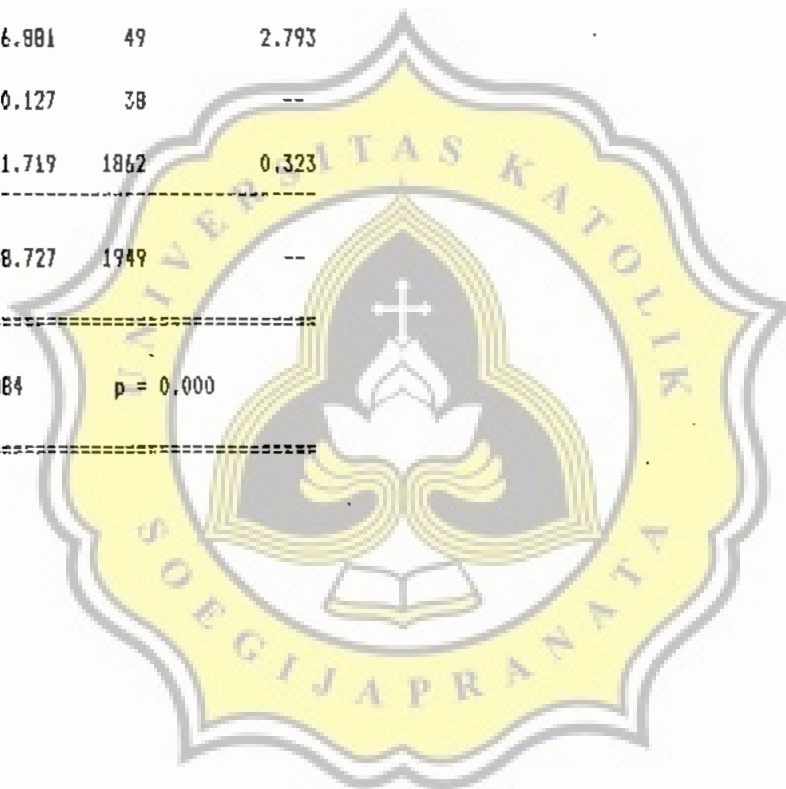 6.881 49 2.793
0.127 38 --
1.719 1862 0.323
8.727 1949 --
84 p = 0.000
UNIVERSITAS KATOLIK
SOEGIJAPRANATA